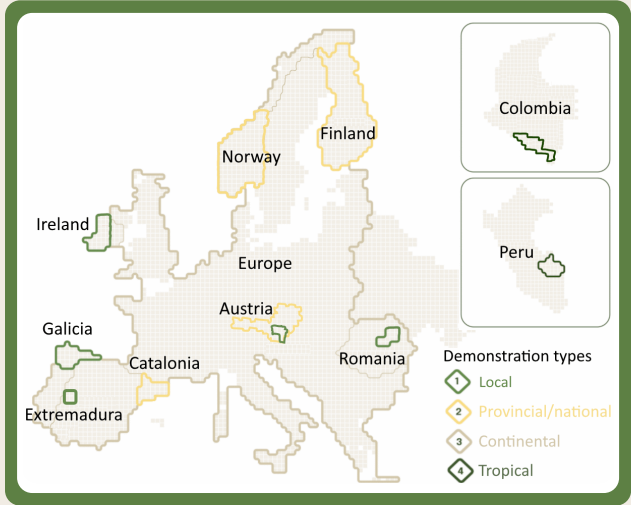 Colombia
Norway
Finland
Ireland
Peru
Europe
Austria
Galicia
Catalonia
Romania
Extremadura
Demonstration types
1 Local
2 Provincial/national
3 Continental
4 Tropical